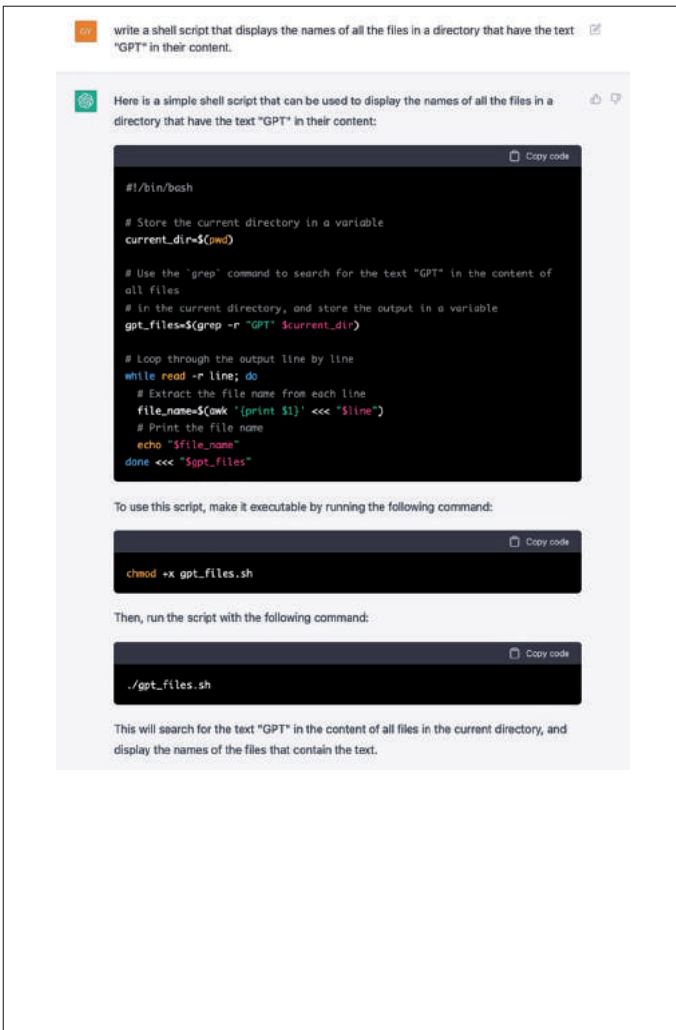 GY
write a shell script that displays the names of all the files in a directory that have the text
"GPT" in their content.
Here is a simple shell script that can be used to display the names of all the files in a
directory that have the text "GPT" in their content:
Copy code
#!/bin/bash
# Store the current directory in a variable
current_dir=$(pwd)
# Use the `grep` command to search for the text "GPT" in the content of
all files
# in the current directory, and store the output in a variable
gpt_files=$(grep -r "GPT" $current_dir)
# Loop through the output line by line
while read -r line; do
  # Extract the file name from each line
  file_name=$(awk '{print $1}' <<< "$line")
  # Print the file name
  echo "$file_name"
done <<< "$gpt_files"
To use this script, make it executable by running the following command:
Copy code
chmod +x gpt_files.sh
Then, run the script with the following command:
Copy code
./gpt_files.sh
This will search for the text "GPT" in the content of all files in the current directory, and
display the names of the files that contain the text.